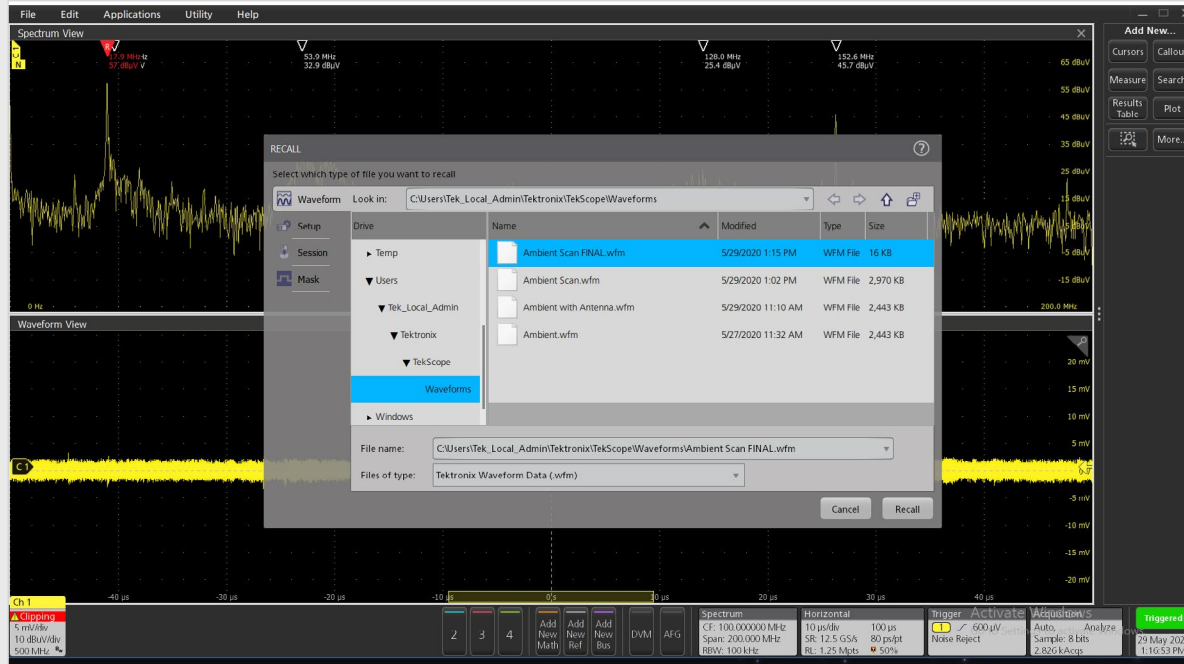 File Edit Applications Utility Help
Spectrum View
Add New...
Cursors
Measure Search
Results Table Plot
More...
C1
N
R
17.9 MHz
57. dBµV
53.9 MHz
32.9 dBµV
128.0 MHz
25.4 dBµV
152.6 MHz
45.7 dBµV
65 dBuV
55 dBuV
45 dBuV
35 dBuV
25 dBuV
15 dBuV
-5 dBuV
-15 dBuV
0 Hz
200.0 MHz
RECALL
?
Select which type of file you want to recall
Waveform Look in: C:\Users\Tek_Local_Admin\Tektronix\TekScope\Waveforms
Setup
Session
Mask
Drive
Temp
Users
Tek_Local_Admin
Tektronix
TekScope
Waveforms
Windows
Name Modified Type Size
Ambient Scan FINAL.wfm 5/29/2020 1:15 PM WFM File 16 KB
Ambient Scan.wfm 5/29/2020 1:02 PM WFM File 2,970 KB
Ambient with Antenna.wfm 5/29/2020 11:10 AM WFM File 2,443 KB
Ambient.wfm 5/27/2020 11:32 AM WFM File 2,443 KB
File name: C:\Users\Tek_Local_Admin\Tektronix\TekScope\Waveforms\Ambient Scan FINAL.wfm
Files of type: Tektronix Waveform Data (.wfm)
Cancel Recall
Waveform View
20 mV
15 mV
10 mV
5 mV
C1
-5 mV
-10 mV
-15 mV
-20 mV
-40 µs -30 µs -20 µs -10 µs 0 s 10 µs 20 µs 30 µs 40 µs
Ch 1
Clipping
5 mV/div
10 dBuV/div
500 MHz
2 3 4
Add New Math
Add New Ref
Add New Bus
DVM AFG
Spectrum
CF: 100.000000 MHz
Span: 200.000 MHz
RBW: 100 kHz
Horizontal
10 µs/div 100 µs
SR: 12.5 GS/s 80 ps/pt
RL: 1.25 Mpts 50%
Trigger
1 600 µV
Noise Reject
Activate Windows
Acquisition
Auto, Analyze
Sample: 8 bits
2.826 kAcqs
Triggered
29 May 202
1:16:53 PM